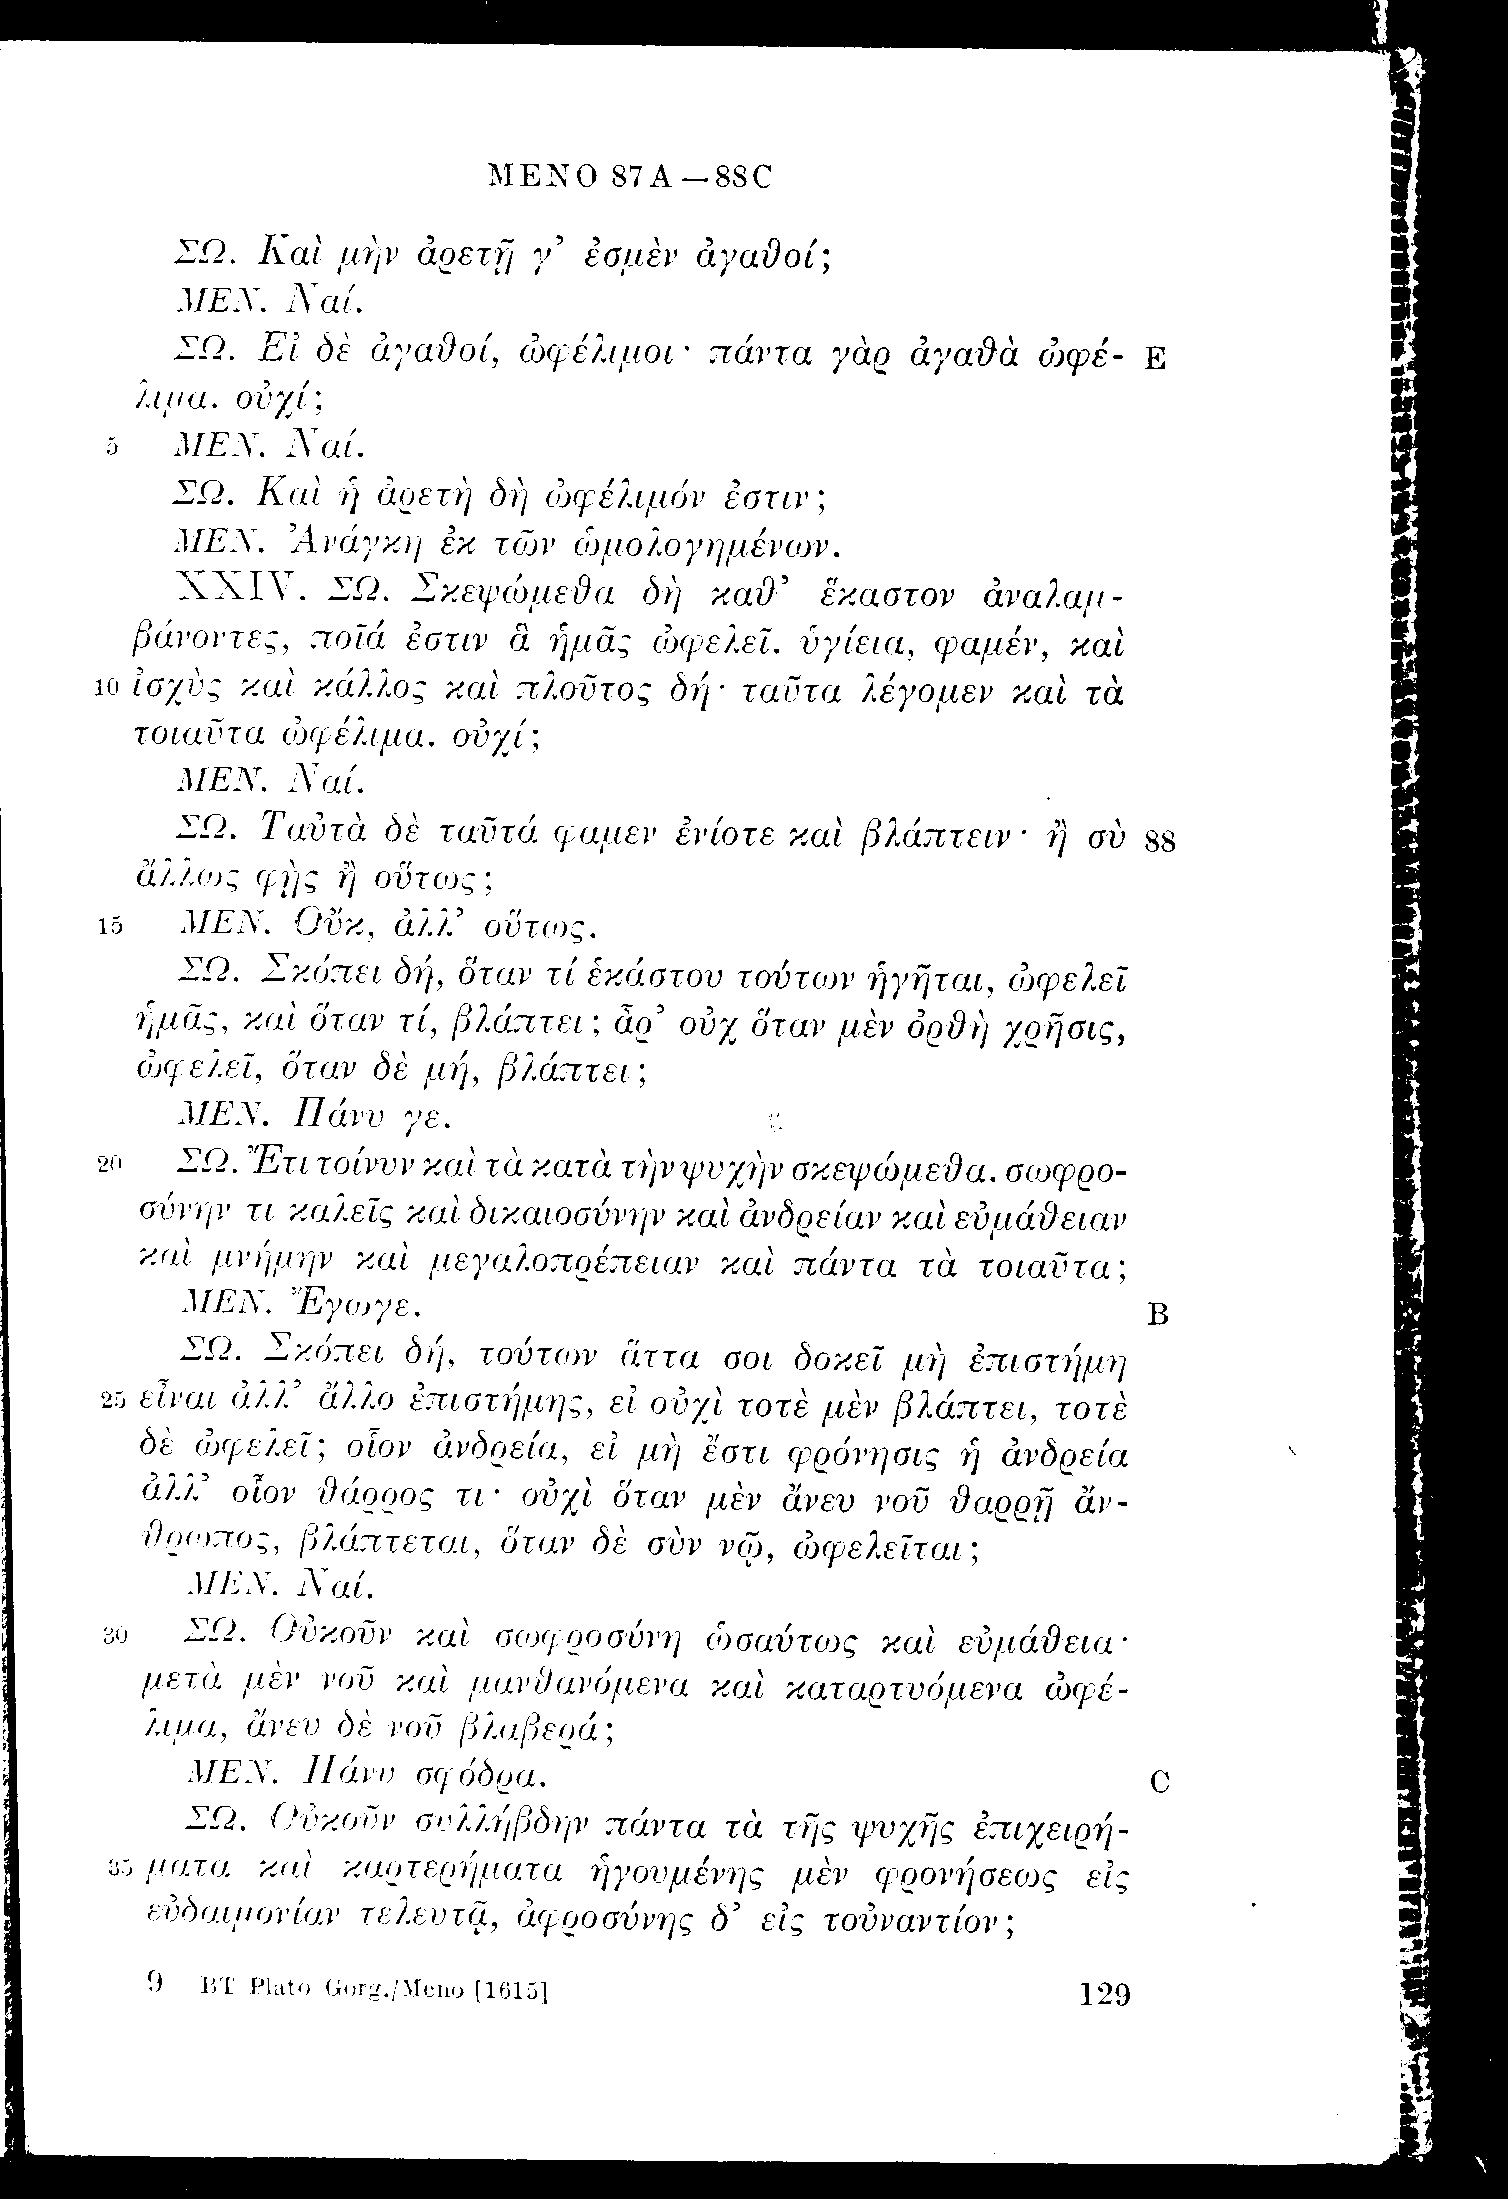 MENO 87A—88C
ΣΩ. Καὶ μὴν ἀρετῇ γ’ ἐσμὲν ἀγαθοί;
ΜΕΝ. Ναί.
ΣΩ. Εἰ δὲ ἀγαθοί, ὠφέλιμοι· πάντα γὰρ ἀγαθὰ ὠφέ- E
λιμα. οὐχί;
5 ΜΕΝ. Ναί.
ΣΩ. Καὶ ἡ ἀρετὴ δὴ ὠφέλιμόν ἐστιν;
ΜΕΝ. Ἀνάγκη ἐκ τῶν ὡμολογημένων.
XXIV. ΣΩ. Σκεψώμεθα δὴ καθ’ ἕκαστον ἀναλαμ-
βάνοντες, ποῖά ἐστιν ἃ ἡμᾶς ὠφελεῖ. ὑγίεια, φαμέν, καὶ
10 ἰσχὺς καὶ κάλλος καὶ πλοῦτος δή· ταῦτα λέγομεν καὶ τὰ
τοιαῦτα ὠφέλιμα. οὐχί;
ΜΕΝ. Ναί.
ΣΩ. Ταὐτὰ δὲ ταῦτά φαμεν ἐνίοτε καὶ βλάπτειν· ἢ σὺ 88
ἄλλως φῂς ἢ οὕτως;
15 ΜΕΝ. Οὔκ, ἀλλ’ οὕτως.
ΣΩ. Σκόπει δή, ὅταν τί ἑκάστου τούτων ἡγῆται, ὠφελεῖ
ἡμᾶς, καὶ ὅταν τί, βλάπτει; ἆρ’ οὐχ ὅταν μὲν ὀρθὴ χρῆσις,
ὠφελεῖ, ὅταν δὲ μή, βλάπτει;
ΜΕΝ. Πάνυ γε.
20 ΣΩ. Ἔτι τοίνυν καὶ τὰ κατὰ τὴν ψυχὴν σκεψώμεθα. σωφρο-
σύνην τι καλεῖς καὶ δικαιοσύνην καὶ ἀνδρείαν καὶ εὐμάθειαν
καὶ μνήμην καὶ μεγαλοπρέπειαν καὶ πάντα τὰ τοιαῦτα;
ΜΕΝ. Ἔγωγε. B
ΣΩ. Σκόπει δή, τούτων ἅττα σοι δοκεῖ μὴ ἐπιστήμη
25 εἶναι ἀλλ’ ἄλλο ἐπιστήμης, εἰ οὐχὶ τοτὲ μὲν βλάπτει, τοτὲ
δὲ ὠφελεῖ; οἷον ἀνδρεία, εἰ μὴ ἔστι φρόνησις ἡ ἀνδρεία
ἀλλ’ οἷον θάρρος τι· οὐχὶ ὅταν μὲν ἄνευ νοῦ θαρρῇ ἄν-
θρωπος, βλάπτεται, ὅταν δὲ σὺν νῷ, ὠφελεῖται;
ΜΕΝ. Ναί.
30 ΣΩ. Οὐκοῦν καὶ σωφροσύνη ὡσαύτως καὶ εὐμάθεια·
μετὰ μὲν νοῦ καὶ μανθανόμενα καὶ καταρτυόμενα ὠφέ-
λιμα, ἄνευ δὲ νοῦ βλαβερά;
ΜΕΝ. Πάνυ σφόδρα. C
ΣΩ. Οὐκοῦν συλλήβδην πάντα τὰ τῆς ψυχῆς ἐπιχειρή-
35 ματα καὶ καρτερήματα ἡγουμένης μὲν φρονήσεως εἰς
εὐδαιμονίαν τελευτᾷ, ἀφροσύνης δ’ εἰς τοὐναντίον;
9 BT Plato Gorg./Meno [1615] 129